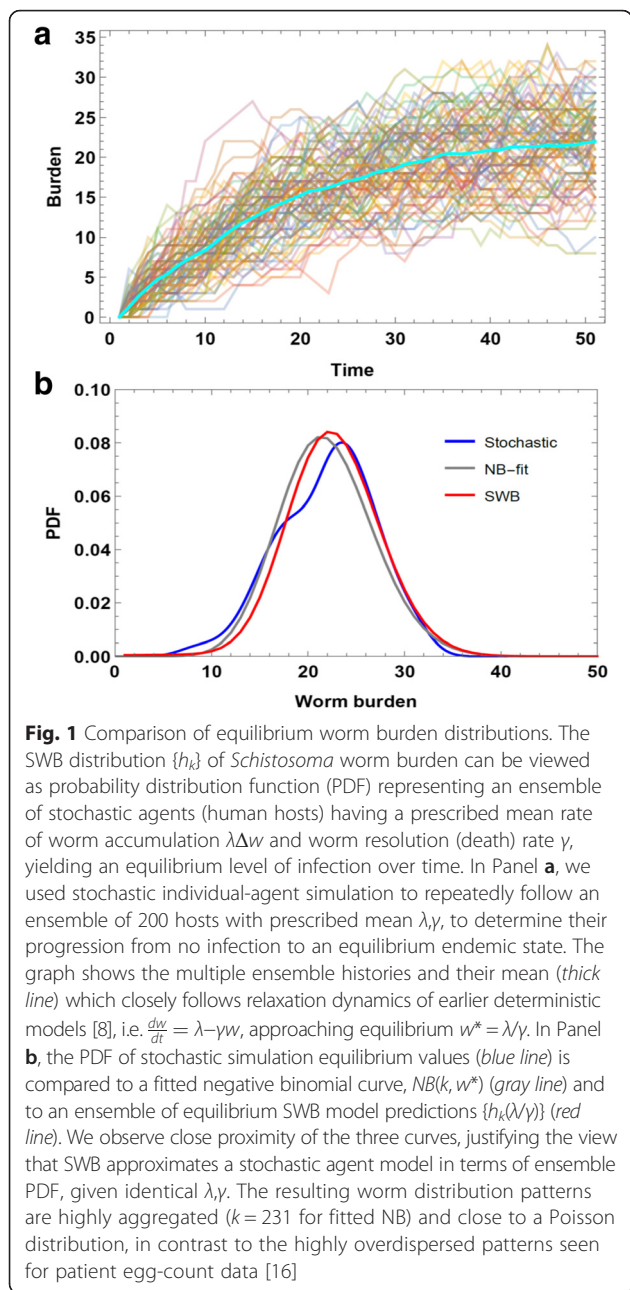 a
35
30
25
20
15
10
5
0
Burden
10 20 30 40 50
Time
b
0.10
0.08
0.06
0.04
0.02
0.00
PDF
Stochastic
NB−fit
SWB
0 10 20 30 40 50
Worm burden
Fig. 1 Comparison of equilibrium worm burden distributions. The
SWB distribution {hₖ} of Schistosoma worm burden can be viewed
as probability distribution function (PDF) representing an ensemble
of stochastic agents (human hosts) having a prescribed mean rate
of worm accumulation λΔw and worm resolution (death) rate γ,
yielding an equilibrium level of infection over time. In Panel a, we
used stochastic individual-agent simulation to repeatedly follow an
ensemble of 200 hosts with prescribed mean λ,γ, to determine their
progression from no infection to an equilibrium endemic state. The
graph shows the multiple ensemble histories and their mean (thick
line) which closely follows relaxation dynamics of earlier deterministic
models [8], i.e. dw/dt = λ−γw, approaching equilibrium w* = λ/γ. In Panel
b, the PDF of stochastic simulation equilibrium values (blue line) is
compared to a fitted negative binomial curve, NB(k, w*) (gray line) and
to an ensemble of equilibrium SWB model predictions {hₖ(λ/γ)} (red
line). We observe close proximity of the three curves, justifying the view
that SWB approximates a stochastic agent model in terms of ensemble
PDF, given identical λ,γ. The resulting worm distribution patterns
are highly aggregated (k = 231 for fitted NB) and close to a Poisson
distribution, in contrast to the highly overdispersed patterns seen
for patient egg-count data [16]